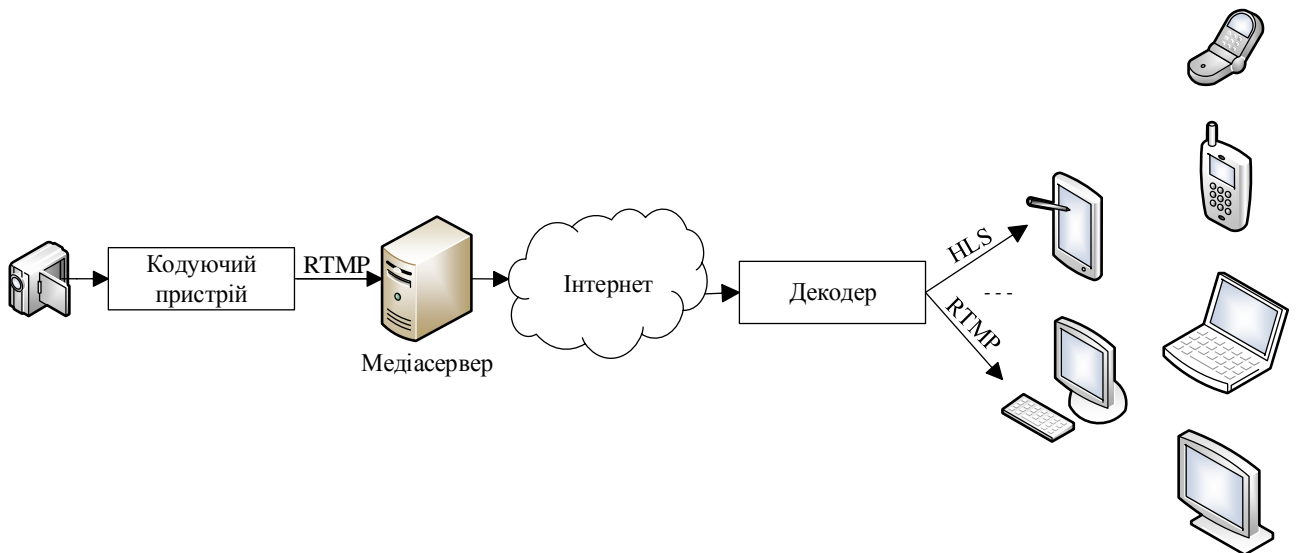 Кодуючий
пристрій
RTMP
Медіасервер
Інтернет
Декодер
HLS
- - -
RTMP